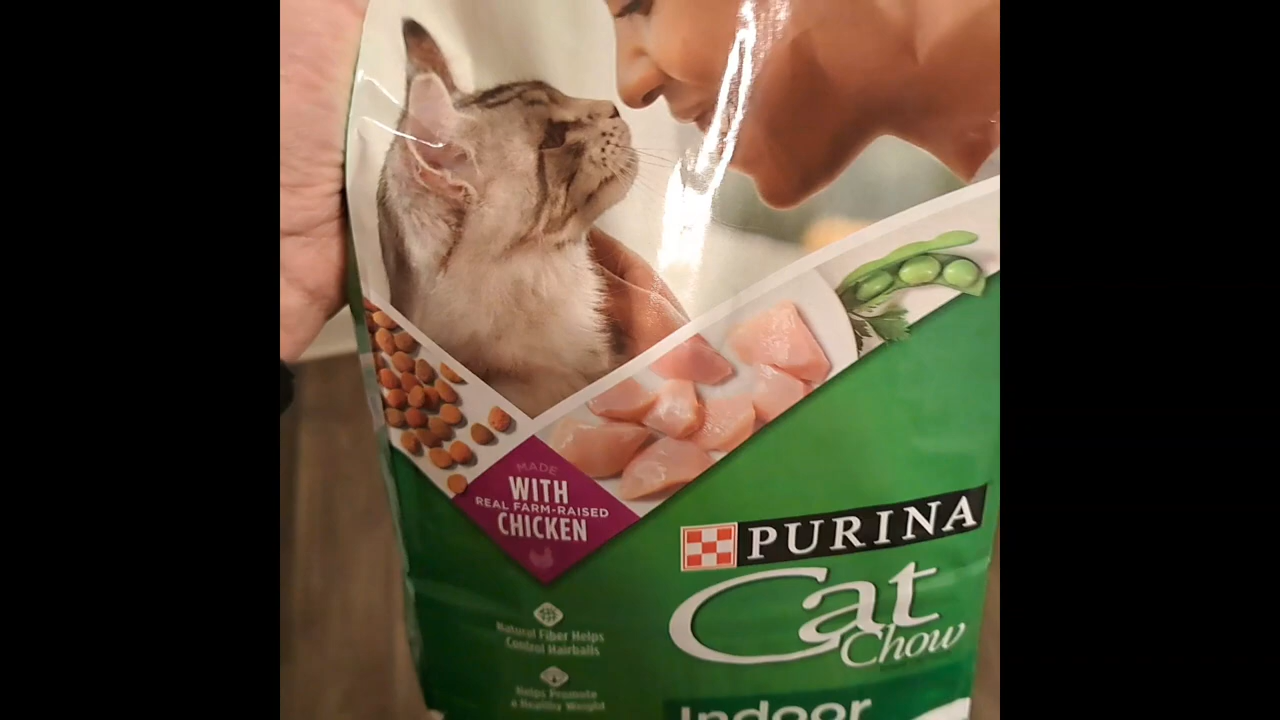 MADE
WITH
REAL FARM-RAISED
CHICKEN
PURINA
Cat
Chow
Natural Fiber Helps
Control Hairballs
Helps Promote
a Healthy Weight
Indoor